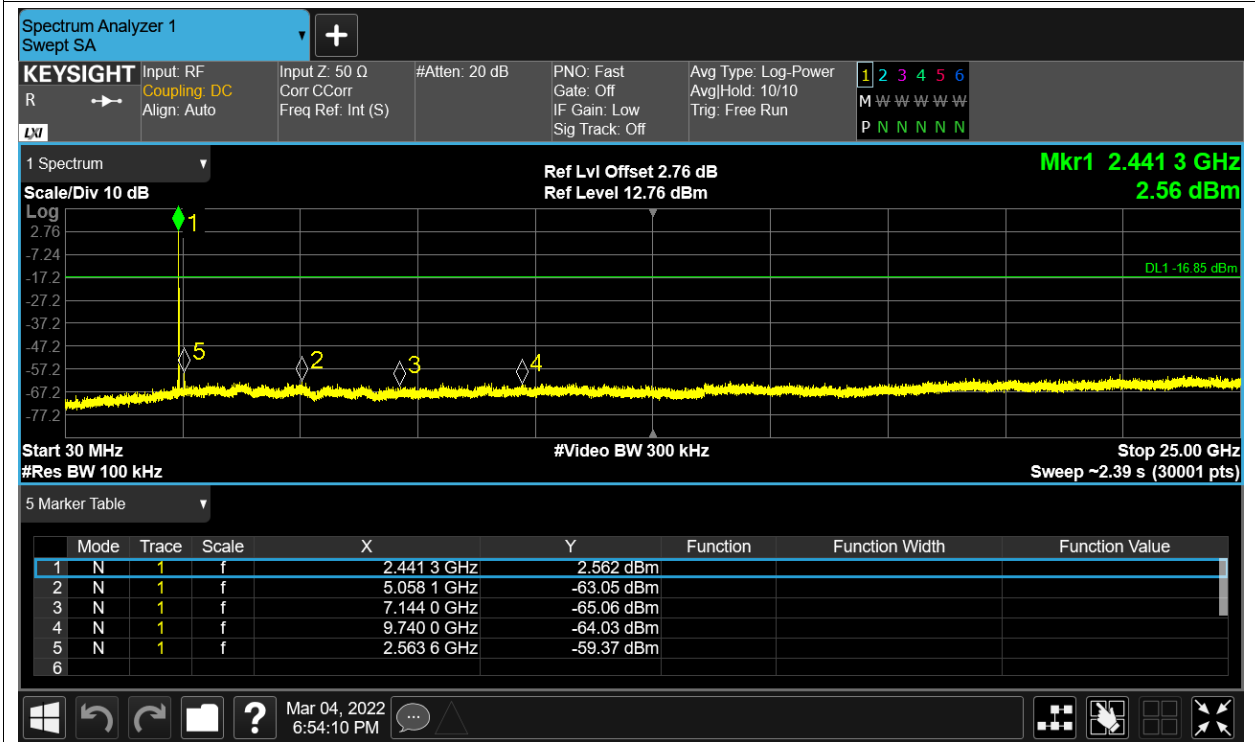 Spectrum Analyzer 1
Swept SA
+
KEYSIGHT Input: RF Input Z: 50 Ω #Atten: 20 dB PNO: Fast Avg Type: Log-Power 1 2 3 4 5 6
R Coupling: DC Corr CCorr Gate: Off Avg|Hold: 10/10 M W W W W W
Align: Auto Freq Ref: Int (S) IF Gain: Low Trig: Free Run
LXI Sig Track: Off P N N N N N
1 Spectrum Ref Lvl Offset 2.76 dB Mkr1 2.441 3 GHz
Scale/Div 10 dB Ref Level 12.76 dBm 2.56 dBm
Log
1
2.76
-7.24
DL1 -16.85 dBm
-17.2
-27.2
-37.2
-47.2
5 2 3 4
-57.2
-67.2
-77.2
Start 30 MHz #Video BW 300 kHz Stop 25.00 GHz
#Res BW 100 kHz Sweep ~2.39 s (30001 pts)
5 Marker Table
Mode Trace Scale X Y Function Function Width Function Value
1 N 1 f 2.441 3 GHz 2.562 dBm
2 N 1 f 5.058 1 GHz -63.05 dBm
3 N 1 f 7.144 0 GHz -65.06 dBm
4 N 1 f 9.740 0 GHz -64.03 dBm
5 N 1 f 2.563 6 GHz -59.37 dBm
6
? Mar 04, 2022
6:54:10 PM